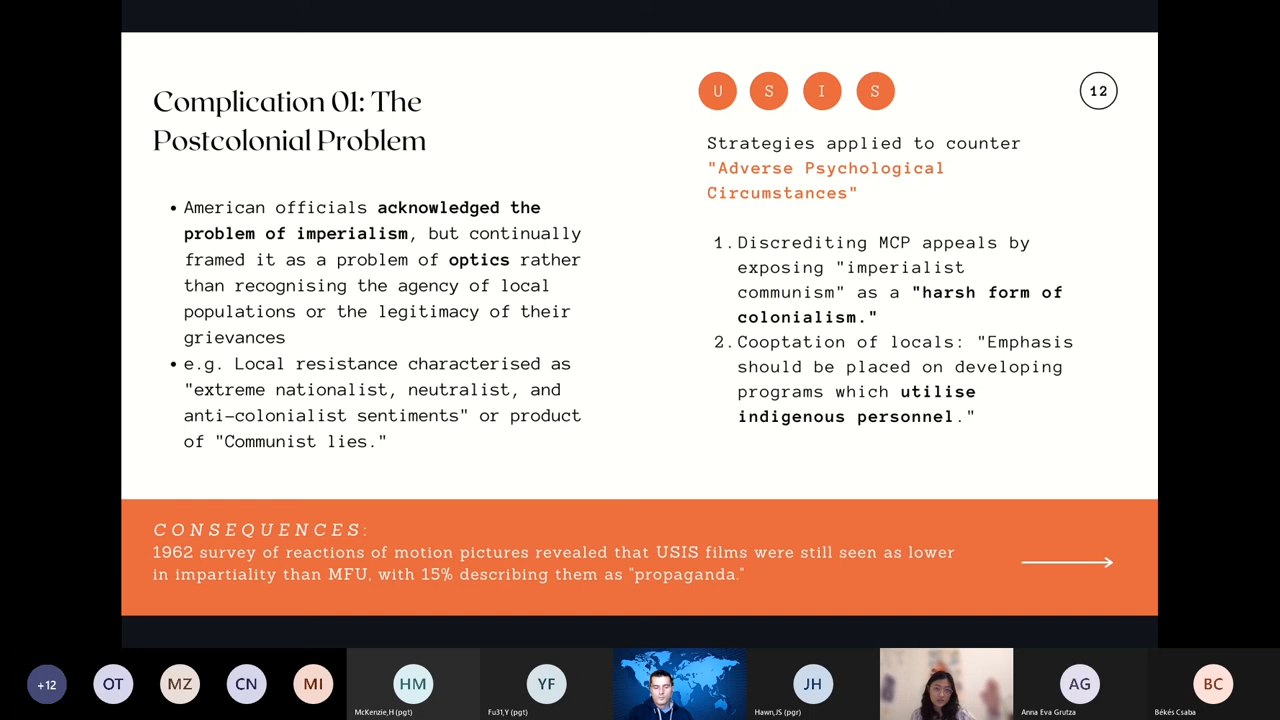 Complication 01: The
Postcolonial Problem
• American officials acknowledged the
problem of imperialism, but continually
framed it as a problem of optics rather
than recognising the agency of local
populations or the legitimacy of their
grievances
• e.g. Local resistance characterised as
"extreme nationalist, neutralist, and
anti-colonialist sentiments" or product
of "Communist lies."
U S I S
12
Strategies applied to counter
"Adverse Psychological
Circumstances"
1. Discrediting MCP appeals by
exposing "imperialist
communism" as a "harsh form of
colonialism."
2. Cooptation of locals: "Emphasis
should be placed on developing
programs which utilise
indigenous personnel."
CONSEQUENCES:
1962 survey of reactions of motion pictures revealed that USIS films were still seen as lower
in impartiality than MFU, with 15% describing them as "propaganda."
+12
OT
MZ
CN
MI
HM
McKenzie,H (pgt)
YF
Fu31,Y (pgt)
JH
Hawn,JS (pgr)
AG
Anna Eva Grutza
BC
Békés Csaba